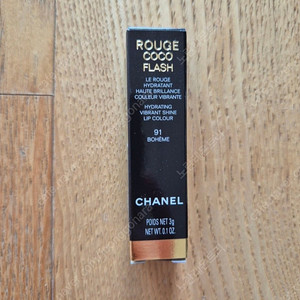 ROUGE
COCO
FLASH
LE ROUGE
HYDRATANT
HAUTE BRILLANCE
COULEUR VIBRANTE
HYDRATING
VIBRANT SHINE
LIP COLOUR
91
BOHÈME
CHANEL
POIDS NET 3g
NET WT. 0.1 OZ.